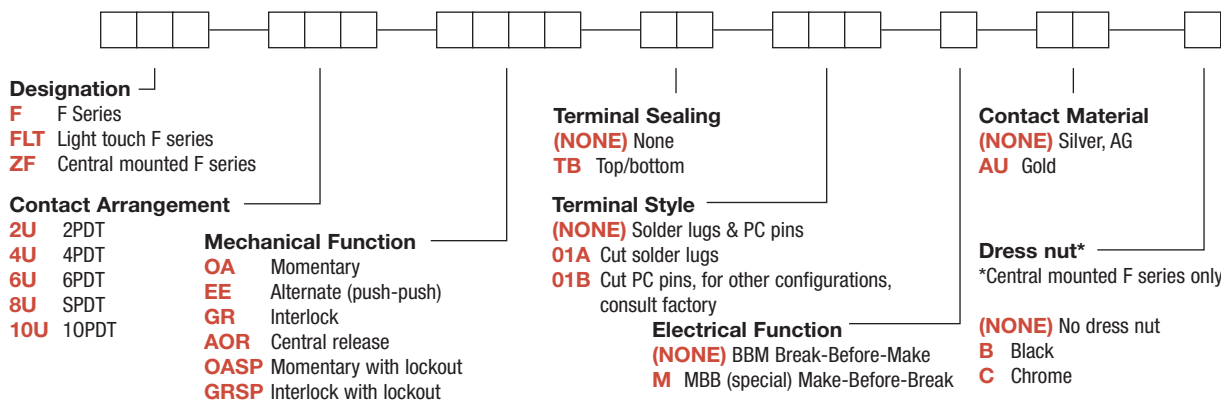 Designation
F F Series
FLT Light touch F series
ZF Central mounted F series
Contact Arrangement
2U 2PDT
4U 4PDT
6U 6PDT
8U SPDT
10U 10PDT
Mechanical Function
OA Momentary
EE Alternate (push-push)
GR Interlock
AOR Central release
OASP Momentary with lockout
GRSP Interlock with lockout
Terminal Sealing
(NONE) None
TB Top/bottom
Terminal Style
(NONE) Solder lugs & PC pins
01A Cut solder lugs
01B Cut PC pins, for other configurations,
consult factory
Electrical Function
(NONE) BBM Break-Before-Make
M MBB (special) Make-Before-Break
Contact Material
(NONE) Silver, AG
AU Gold
Dress nut*
*Central mounted F series only
(NONE) No dress nut
B Black
C Chrome